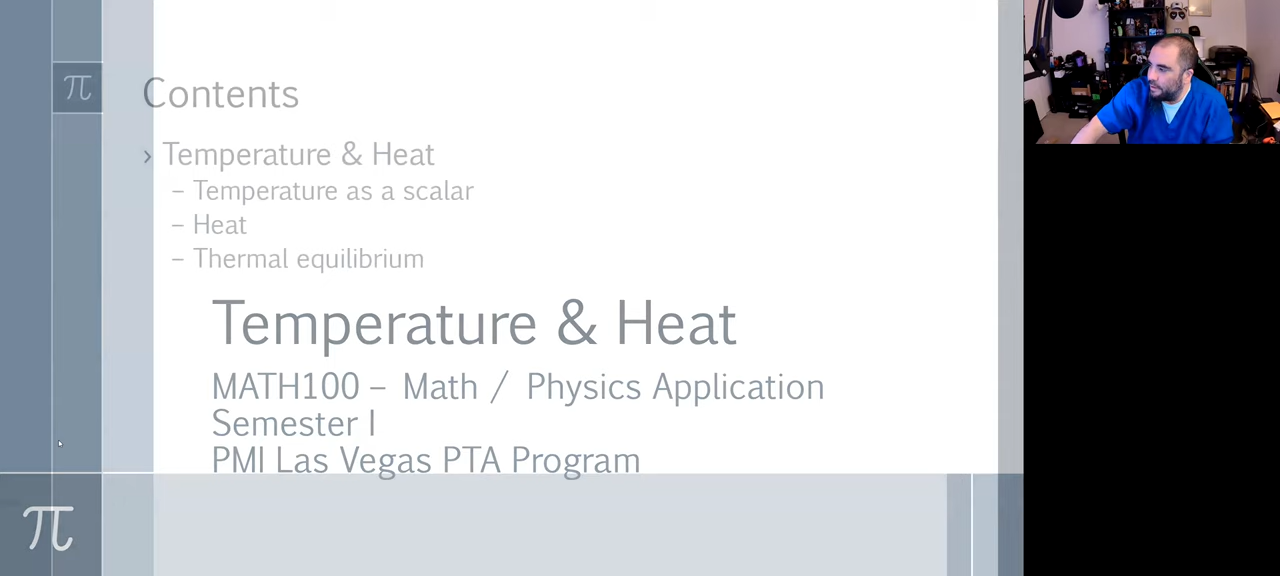 π
Contents
› Temperature & Heat
– Temperature as a scalar
– Heat
– Thermal equilibrium
Temperature & Heat
MATH100 – Math / Physics Application
Semester I
PMI Las Vegas PTA Program
π